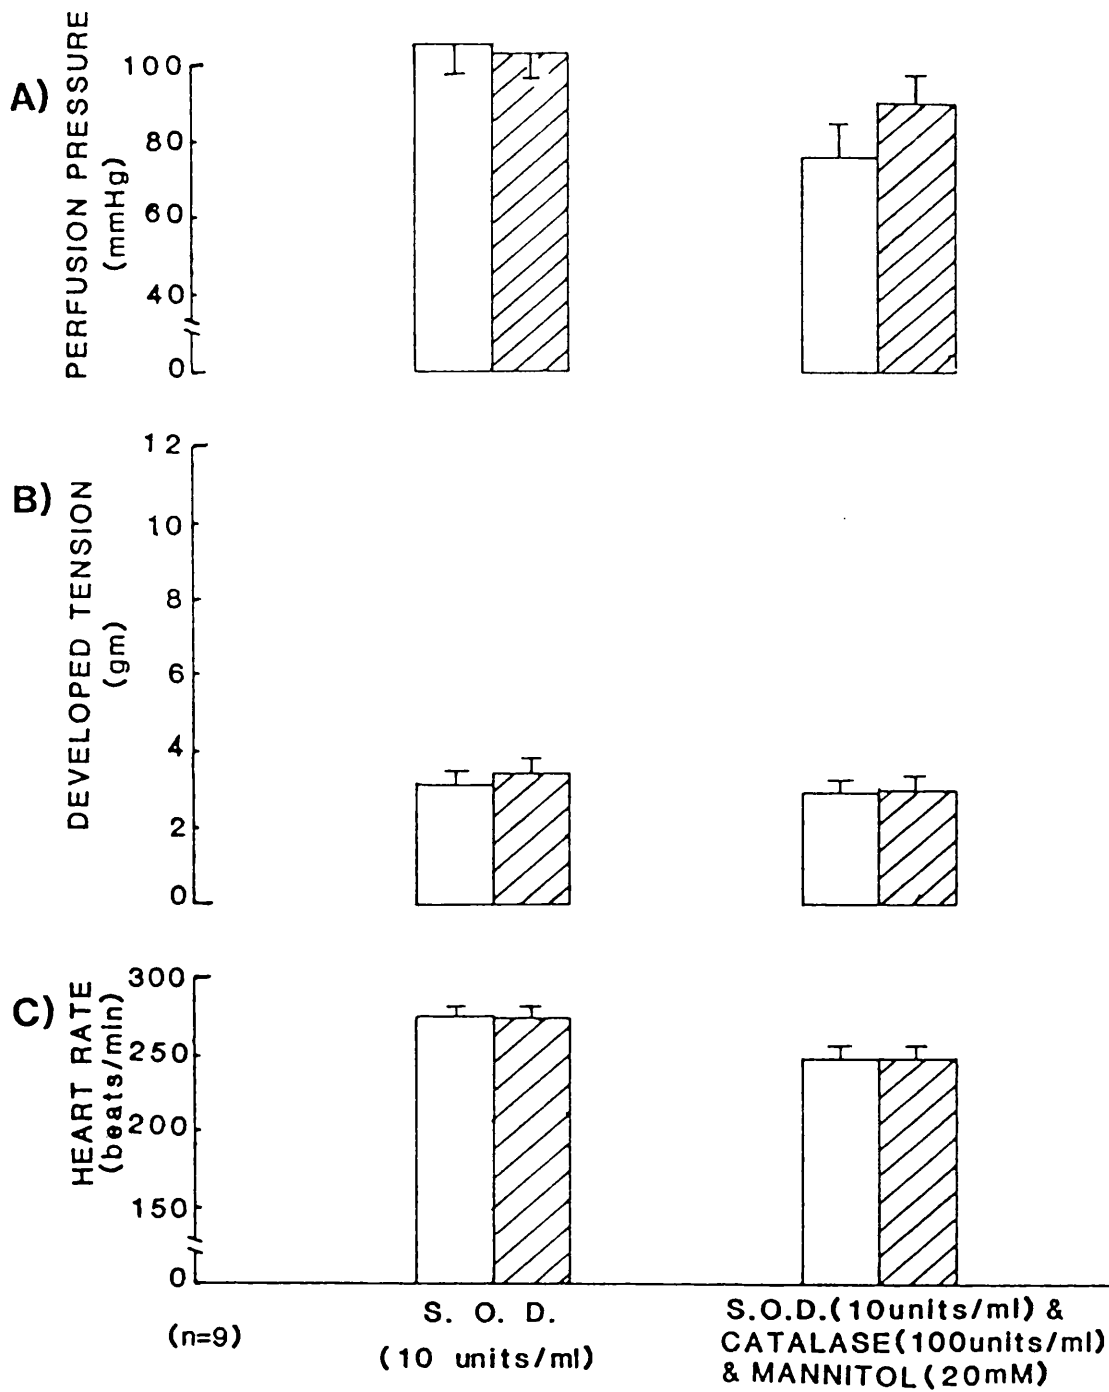 A)
PERFUSION PRESSURE
(mmHg)
100
80
60
40
0
B)
DEVELOPED TENSION
(gm)
12
10
8
6
4
2
0
C)
HEART RATE
(beats/min)
300
250
200
150
0
(n=9)
S. O. D.
(10 units/ml)
S.O.D.(10units/ml) &
CATALASE(100units/ml)
& MANNITOL(20mM)